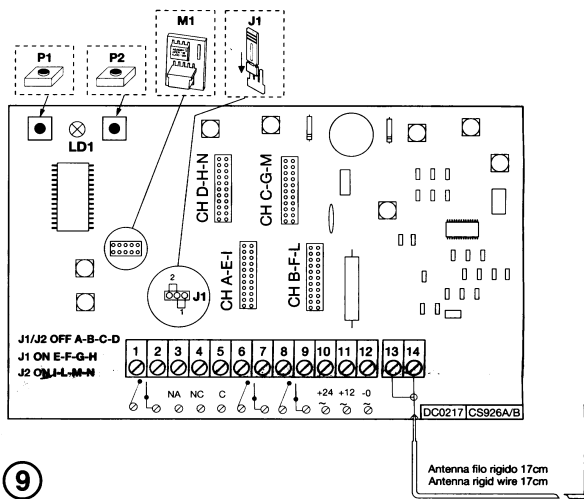 M1
J1
P1
P2
LD1
CH D-H-N
CH C-G-M
CH A-E-I
CH B-F-L
2
J1
1
J1/J2 OFF A-B-C-D
J1 ON E-F-G-H
J2 ON I-L-M-N
1 2 3 4 5 6 7 8 9 10 11 12 13 14
NA NC C +24 +12 -0
~ ~ ~
DC0217 CS926A/B
9
Antenna filo rigido 17cm
Antenna rigid wire 17cm